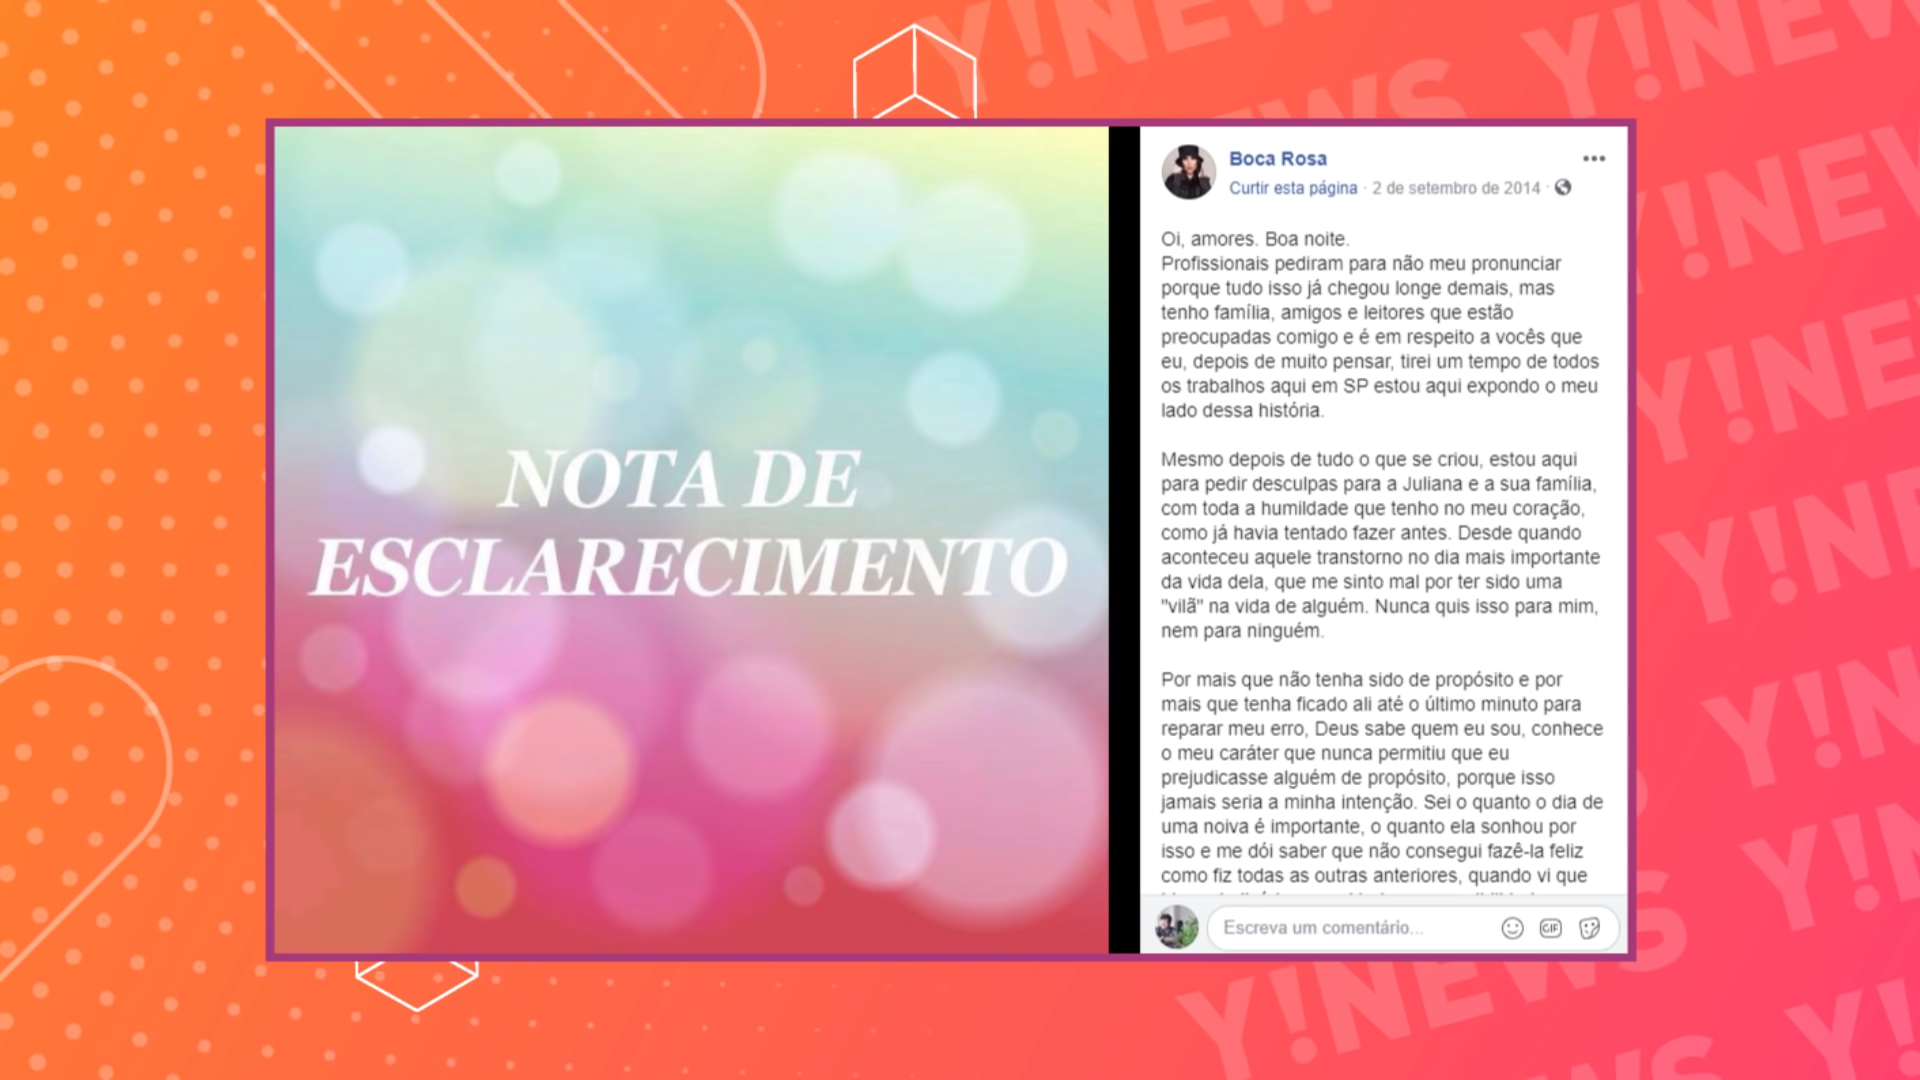 Y!NEWS
Y!NEWS
NOTA DE
ESCLARECIMENTO
Boca Rosa
Curtir esta página · 2 de setembro de 2014 ·
Oi, amores. Boa noite.
Profissionais pediram para não meu pronunciar
porque tudo isso já chegou longe demais, mas
tenho família, amigos e leitores que estão
preocupadas comigo e é em respeito a vocês que
eu, depois de muito pensar, tirei um tempo de todos
os trabalhos aqui em SP estou aqui expondo o meu
lado dessa história.
Mesmo depois de tudo o que se criou, estou aqui
para pedir desculpas para a Juliana e a sua família,
com toda a humildade que tenho no meu coração,
como já havia tentado fazer antes. Desde quando
aconteceu aquele transtorno no dia mais importante
da vida dela, que me sinto mal por ter sido uma
"vilã" na vida de alguém. Nunca quis isso para mim,
nem para ninguém.
Por mais que não tenha sido de propósito e por
mais que tenha ficado ali até o último minuto para
reparar meu erro, Deus sabe quem eu sou, conhece
o meu caráter que nunca permitiu que eu
prejudicasse alguém de propósito, porque isso
jamais seria a minha intenção. Sei o quanto o dia de
uma noiva é importante, o quanto ela sonhou por
isso e me dói saber que não consegui fazê-la feliz
como fiz todas as outras anteriores, quando vi que
Escreva um comentário...
GIF
Y!NEWS